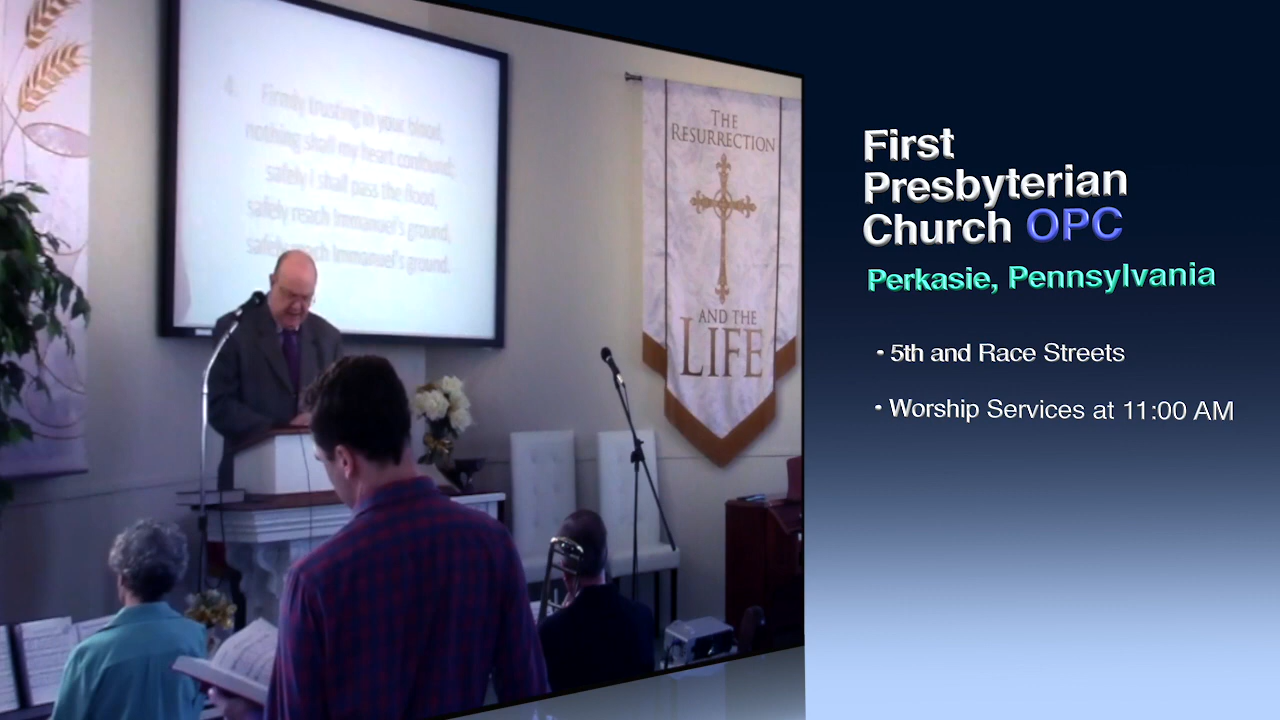 4. Firmly trusting in your blood,
nothing shall my heart confound;
safely I shall pass the flood,
safely reach Immanuel's ground,
safely reach Immanuel's ground.
THE
RESURRECTION
AND THE
LIFE
First
Presbyterian
Church OPC
Perkasie, Pennsylvania
• 5th and Race Streets
• Worship Services at 11:00 AM